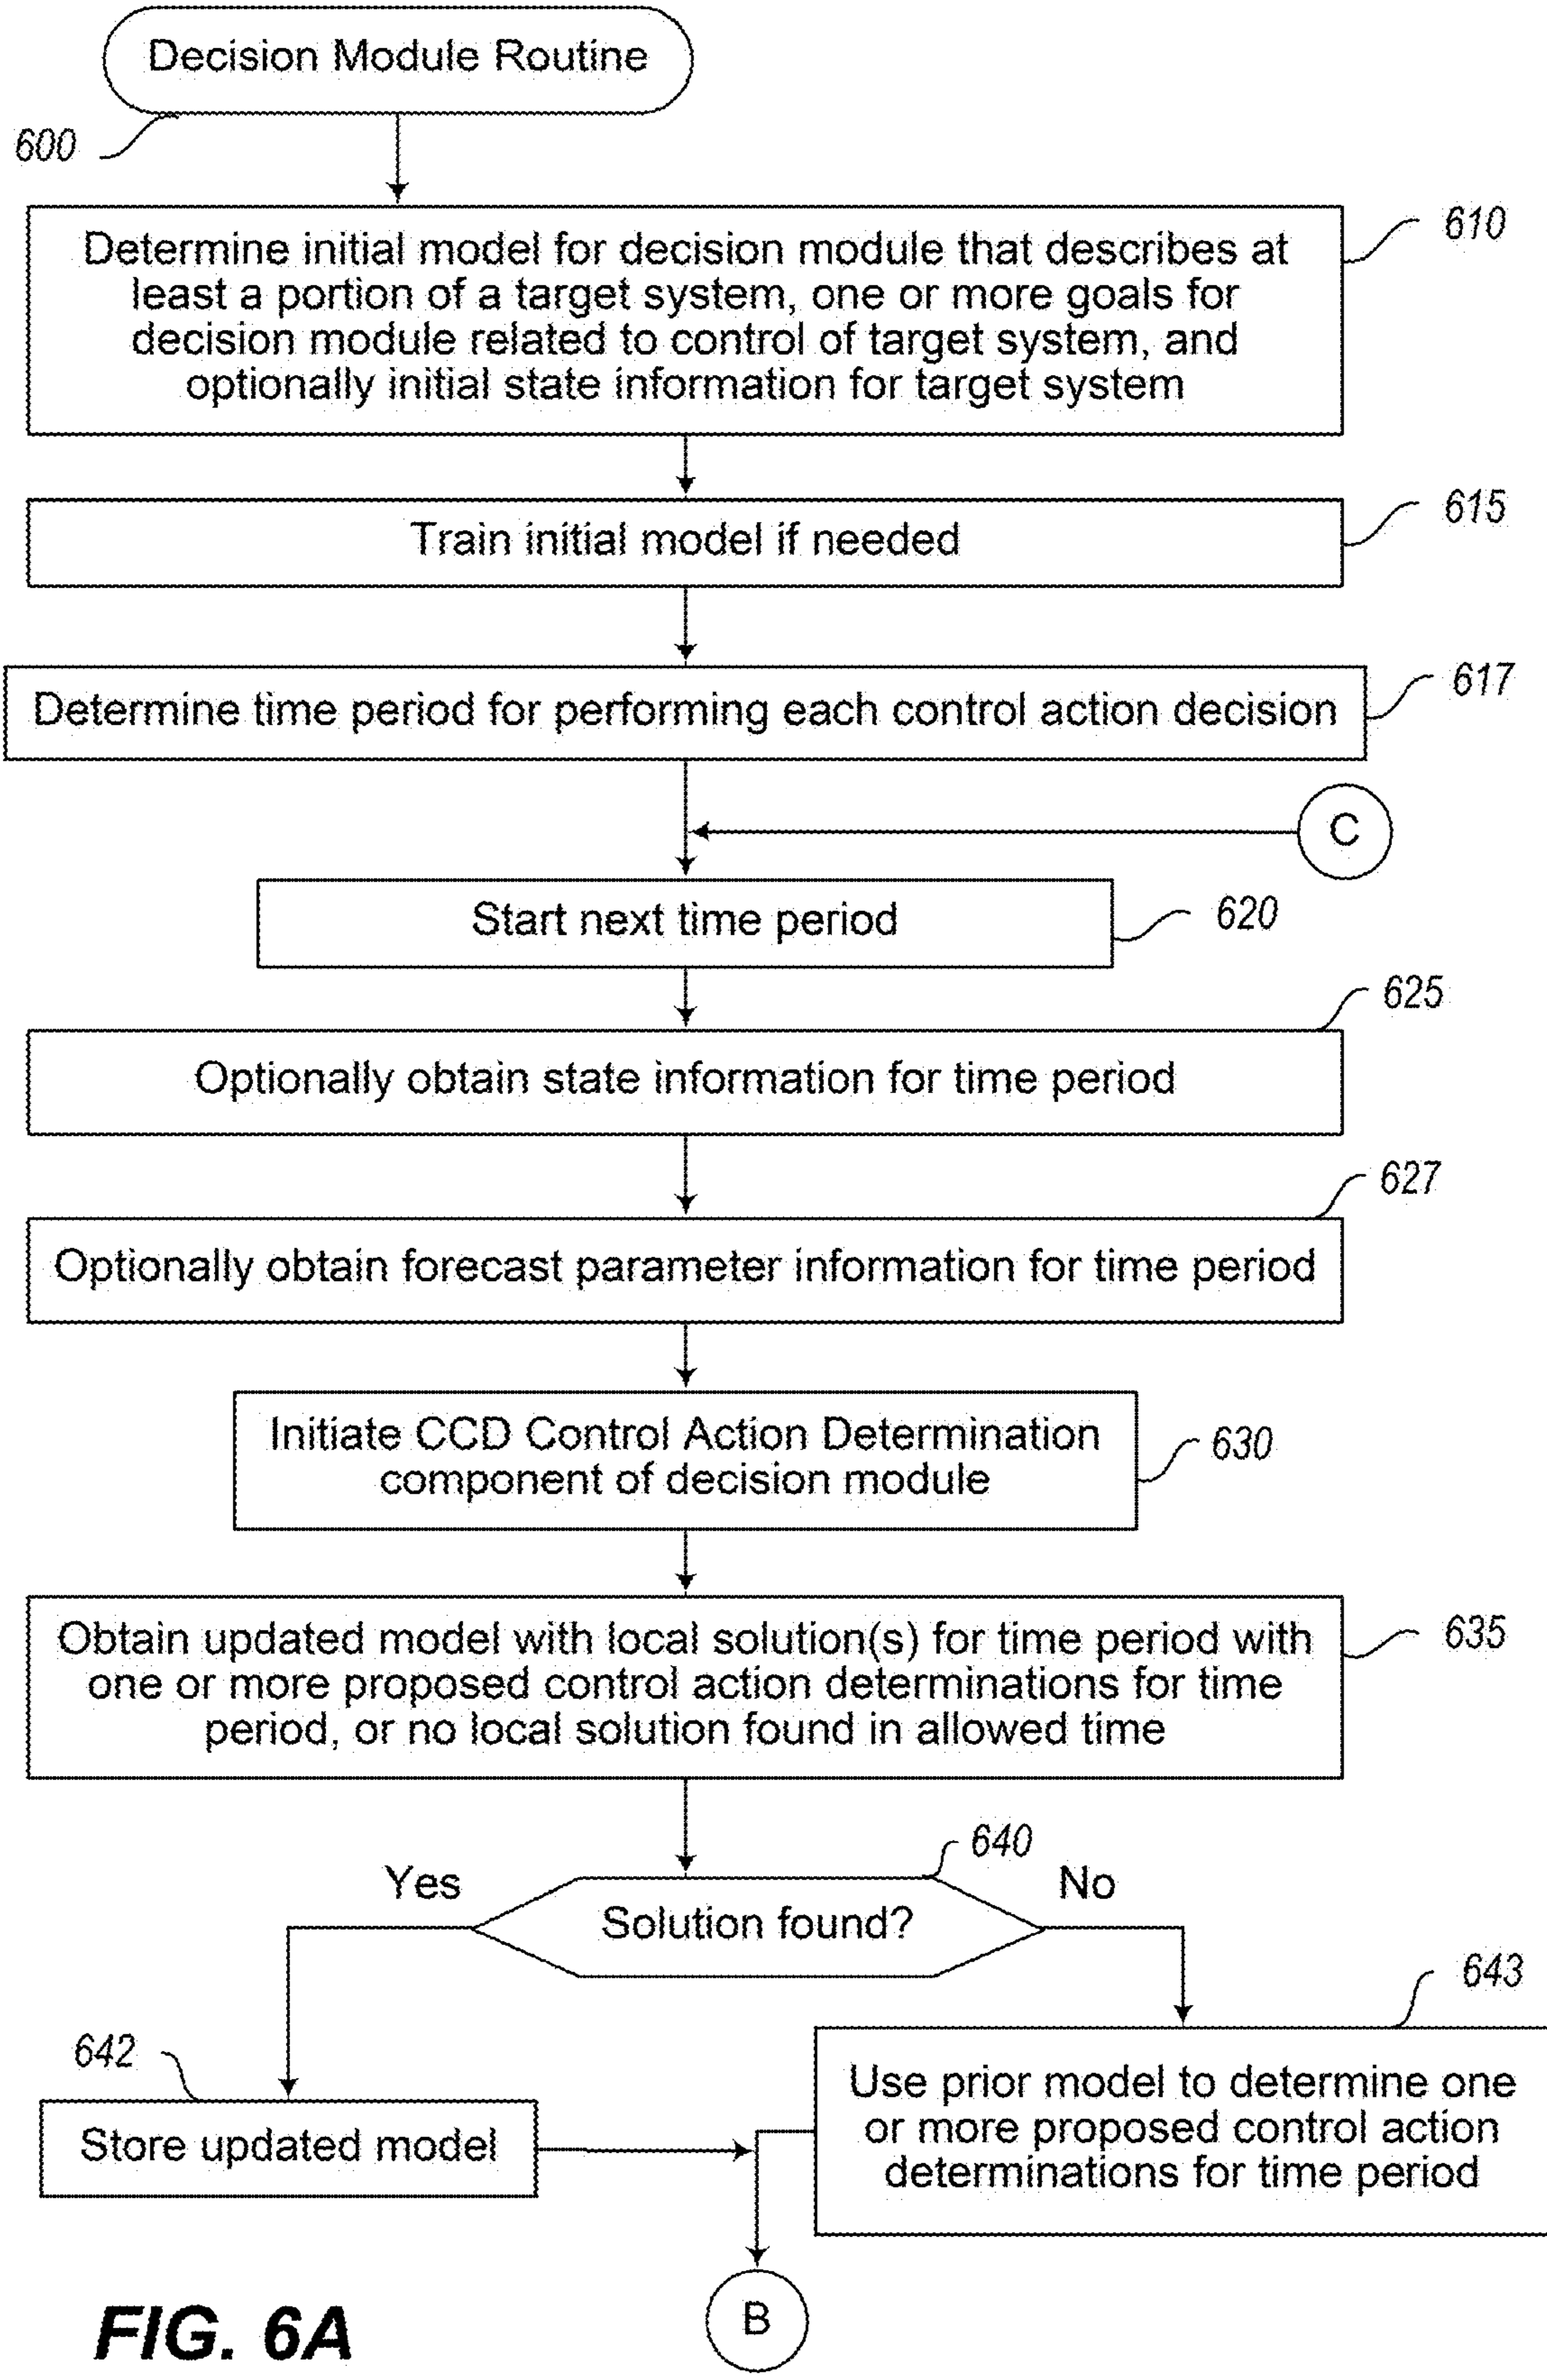 Decision Module Routine
600
610
Determine initial model for decision module that describes at
least a portion of a target system, one or more goals for
decision module related to control of target system, and
optionally initial state information for target system
615
Train initial model if needed
617
Determine time period for performing each control action decision
C
Start next time period
620
625
Optionally obtain state information for time period
627
Optionally obtain forecast parameter information for time period
Initiate CCD Control Action Determination
component of decision module
630
Obtain updated model with local solution(s) for time period with
one or more proposed control action determinations for time
period, or no local solution found in allowed time
635
640
Yes
No
Solution found?
643
642
Store updated model
Use prior model to determine one
or more proposed control action
determinations for time period
B
FIG. 6A